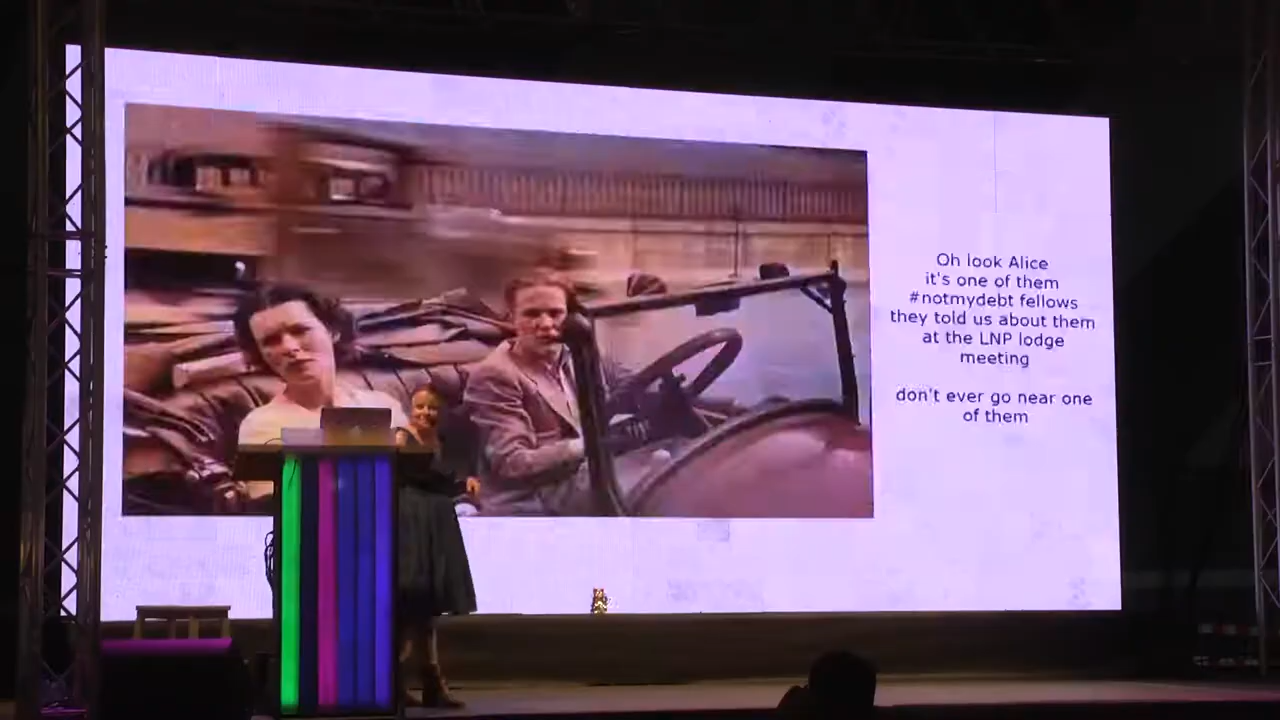 Oh look Alice
it's one of them
#notmydebt fellows
they told us about them
at the LNP lodge
meeting
don't ever go near one
of them